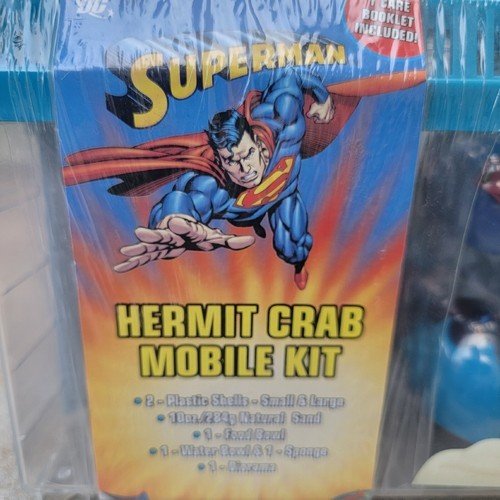 DC
1 CARE
BOOKLET
INCLUDED!
SUPERMAN
HERMIT CRAB
MOBILE KIT
• 2 - Plastic Shells - Small & Large
• 10oz./284g Natural Sand
• 1 - Food Bowl
• 1 - Water Bowl & 1 - Sponge
• 1 - Diorama